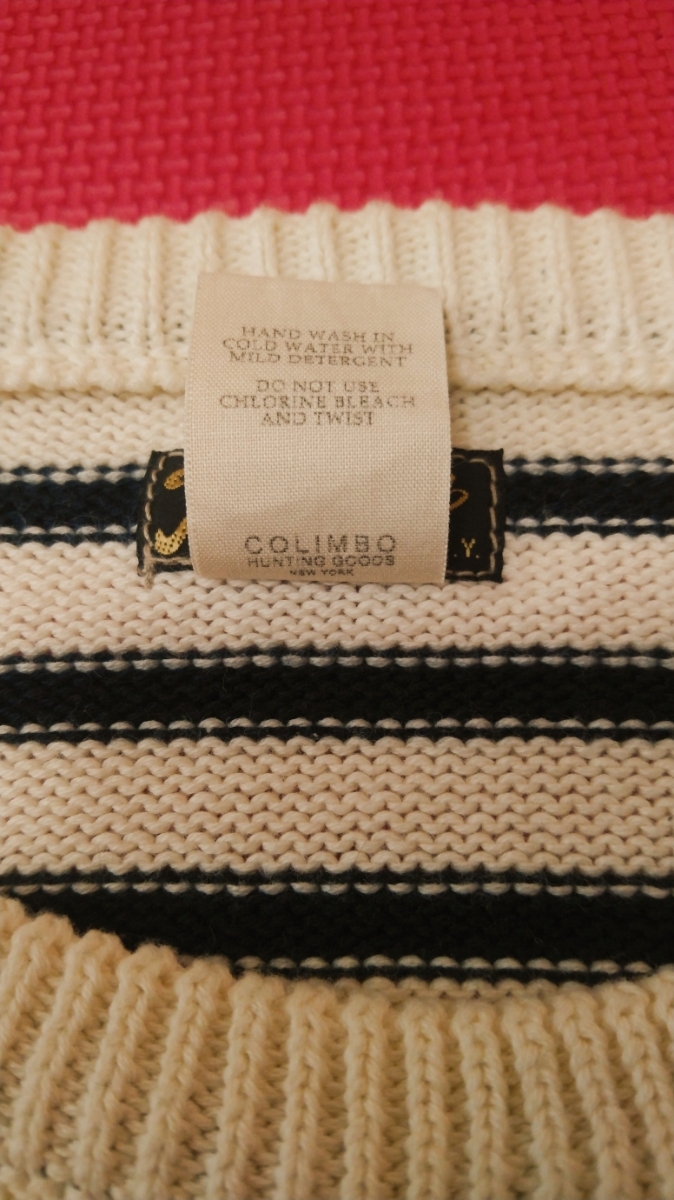 HAND WASH IN
COLD WATER WITH
MILD DETERGENT
DO NOT USE
CHLORINE BLEACH
AND TWIST
COLIMBO
HUNTING GOODS
NEW YORK
.Y.